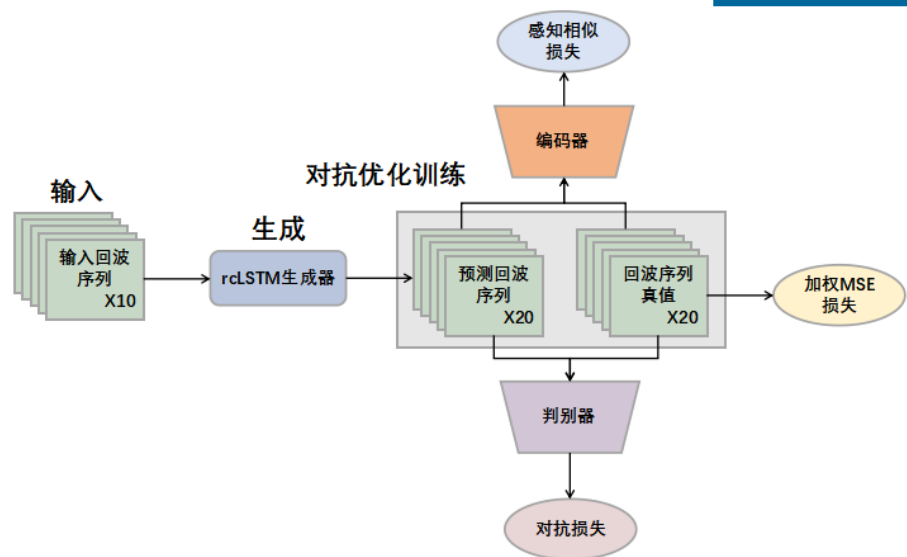 感知相似
损失
编码器
对抗优化训练
输入
生成
输入回波
序列
X10
rcLSTM生成器
预测回波
序列
X20
回波序列
真值
X20
加权MSE
损失
判别器
对抗损失